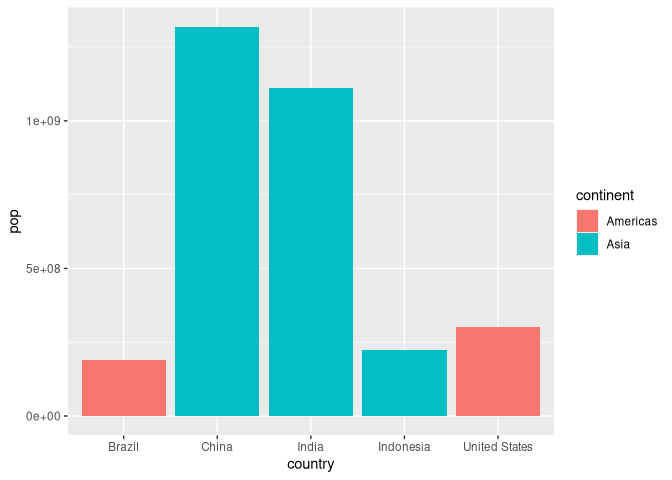 pop
1e+09
5e+08
0e+00
Brazil
China
India
Indonesia
United States
country
continent
Americas
Asia